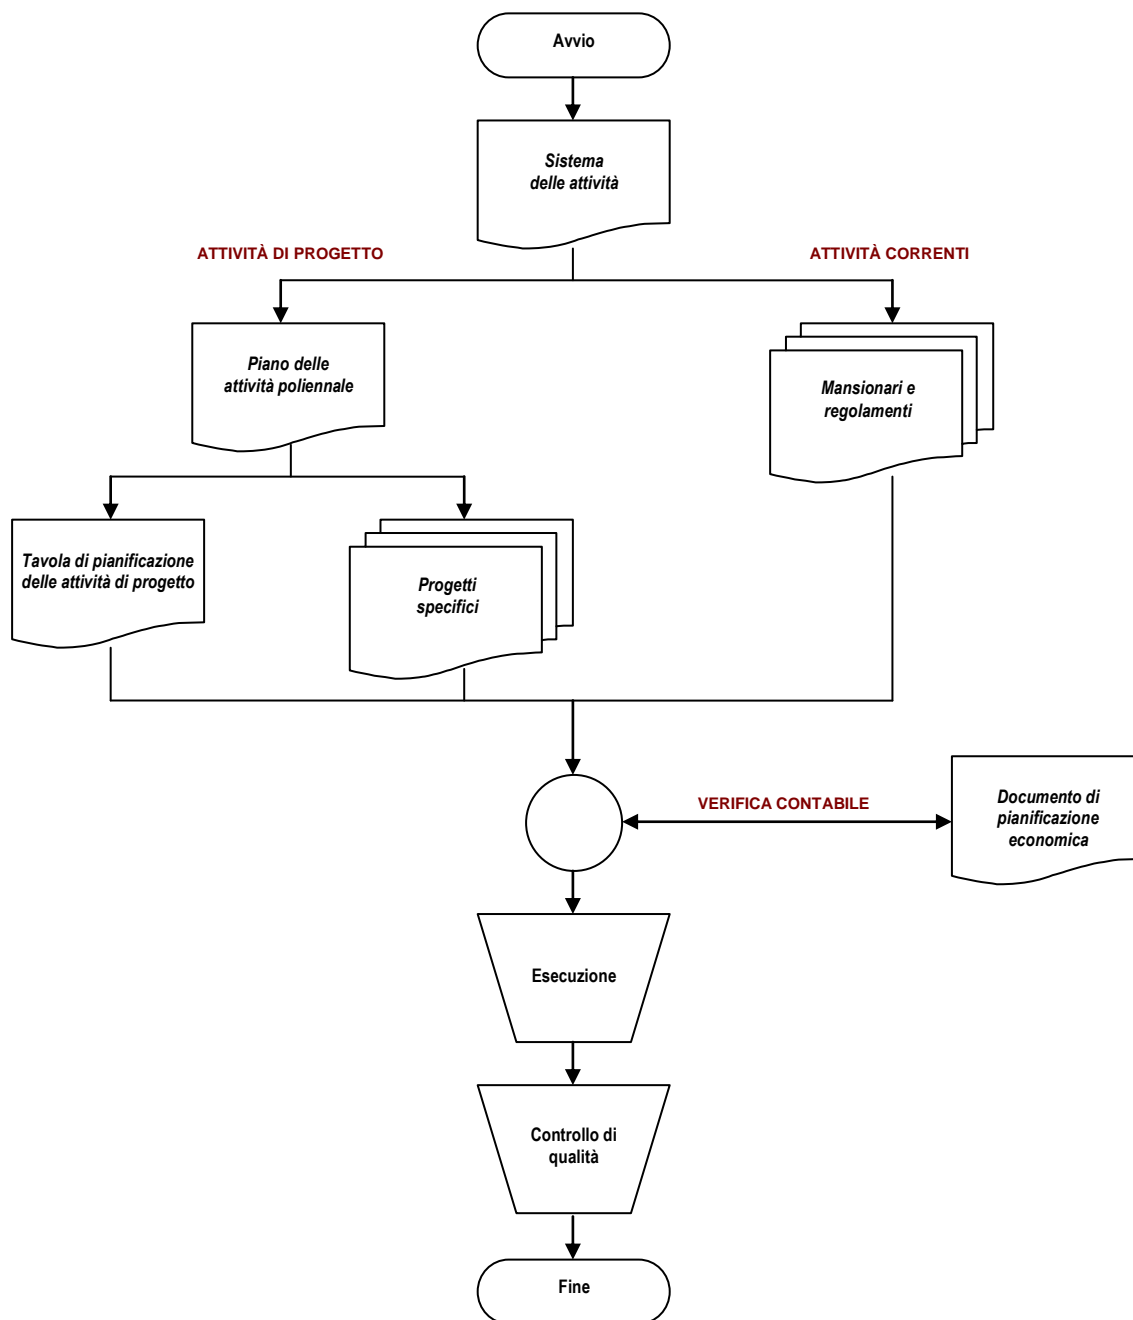 Avvio
Sistema
delle attività
ATTIVITÀ DI PROGETTO
ATTIVITÀ CORRENTI
Piano delle
attività poliennale
Mansionari e
regolamenti
Tavola di pianificazione
delle attività di progetto
Progetti
specifici
VERIFICA CONTABILE
Documento di
pianificazione
economica
Esecuzione
Controllo di
qualità
Fine